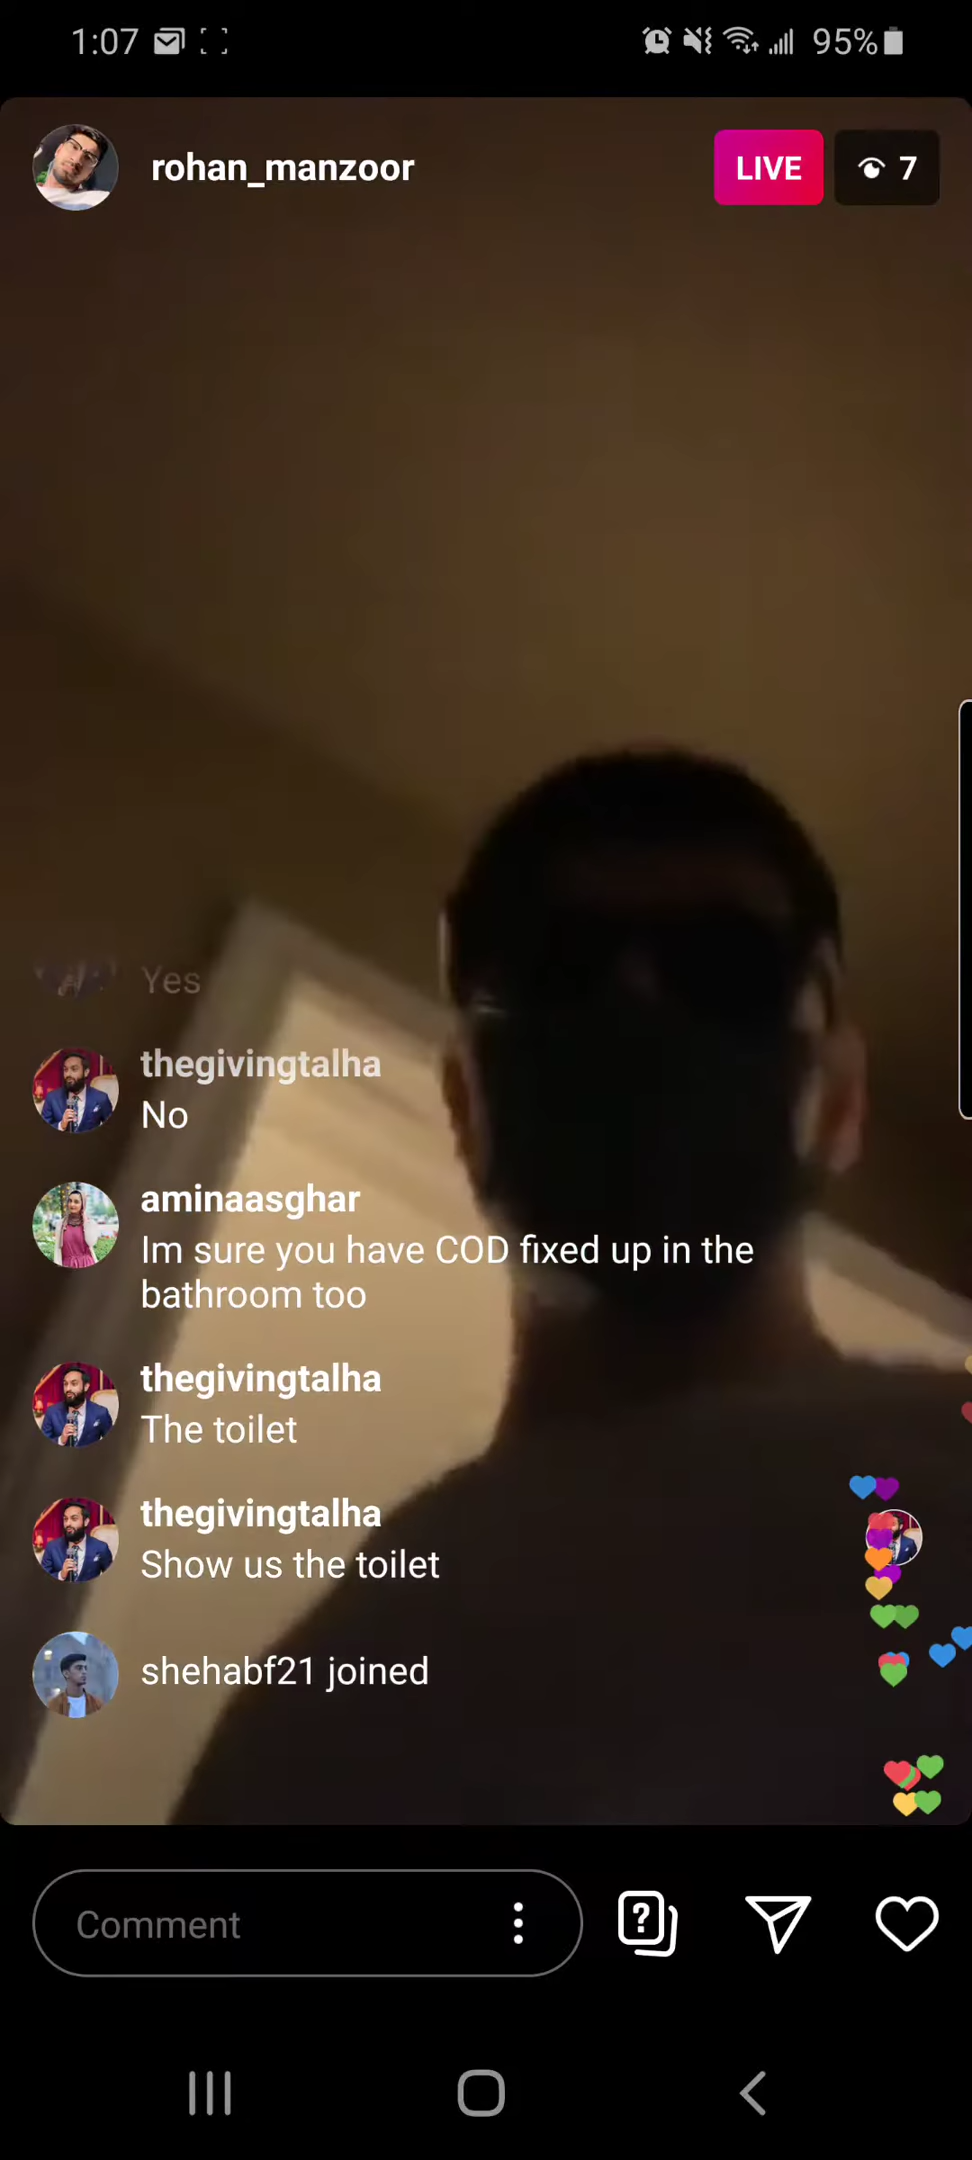 1:07 95%
rohan_manzoor LIVE 7
Yes
thegivingtalha
No
aminaasghar
Im sure you have COD fixed up in the
bathroom too
thegivingtalha
The toilet
thegivingtalha
Show us the toilet
shehabf21 joined
Comment